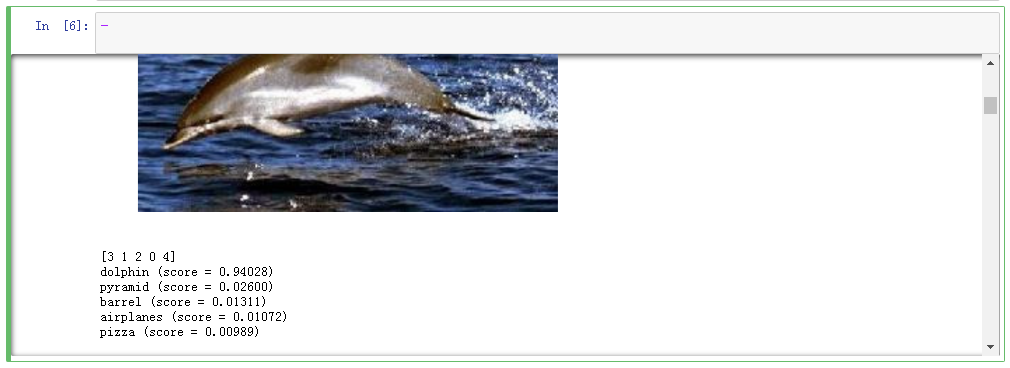 In [6]:
[3 1 2 0 4]
dolphin (score = 0.94028)
pyramid (score = 0.02600)
barrel (score = 0.01311)
airplanes (score = 0.01072)
pizza (score = 0.00989)